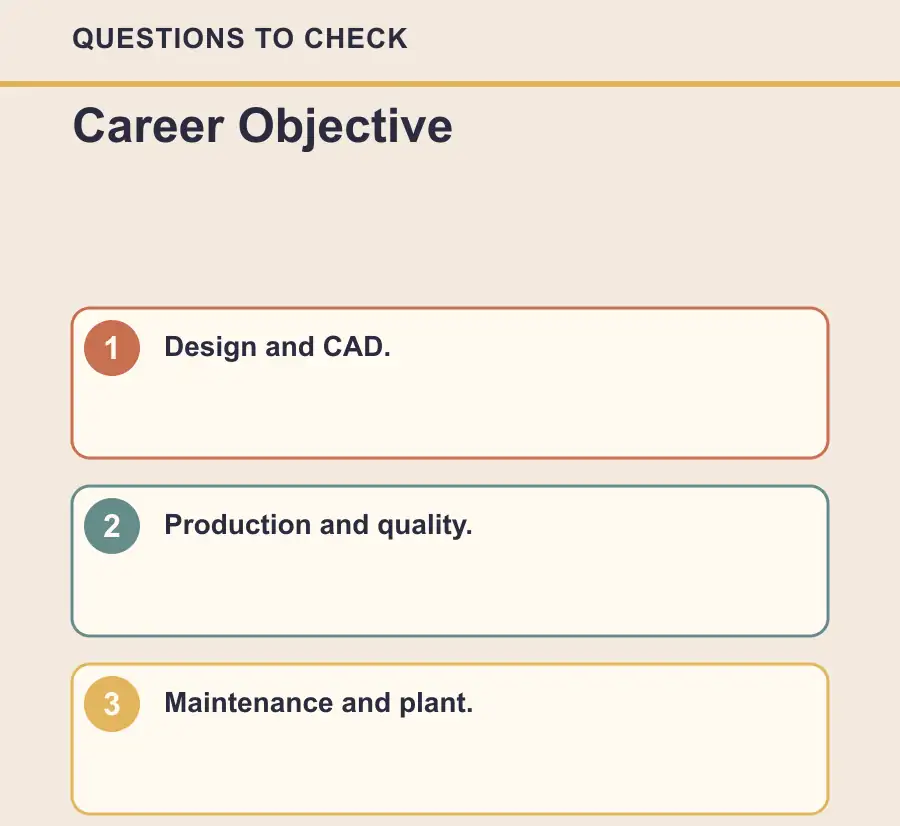 QUESTIONS TO CHECK
Career Objective
1 Design and CAD.
2 Production and quality.
3 Maintenance and plant.